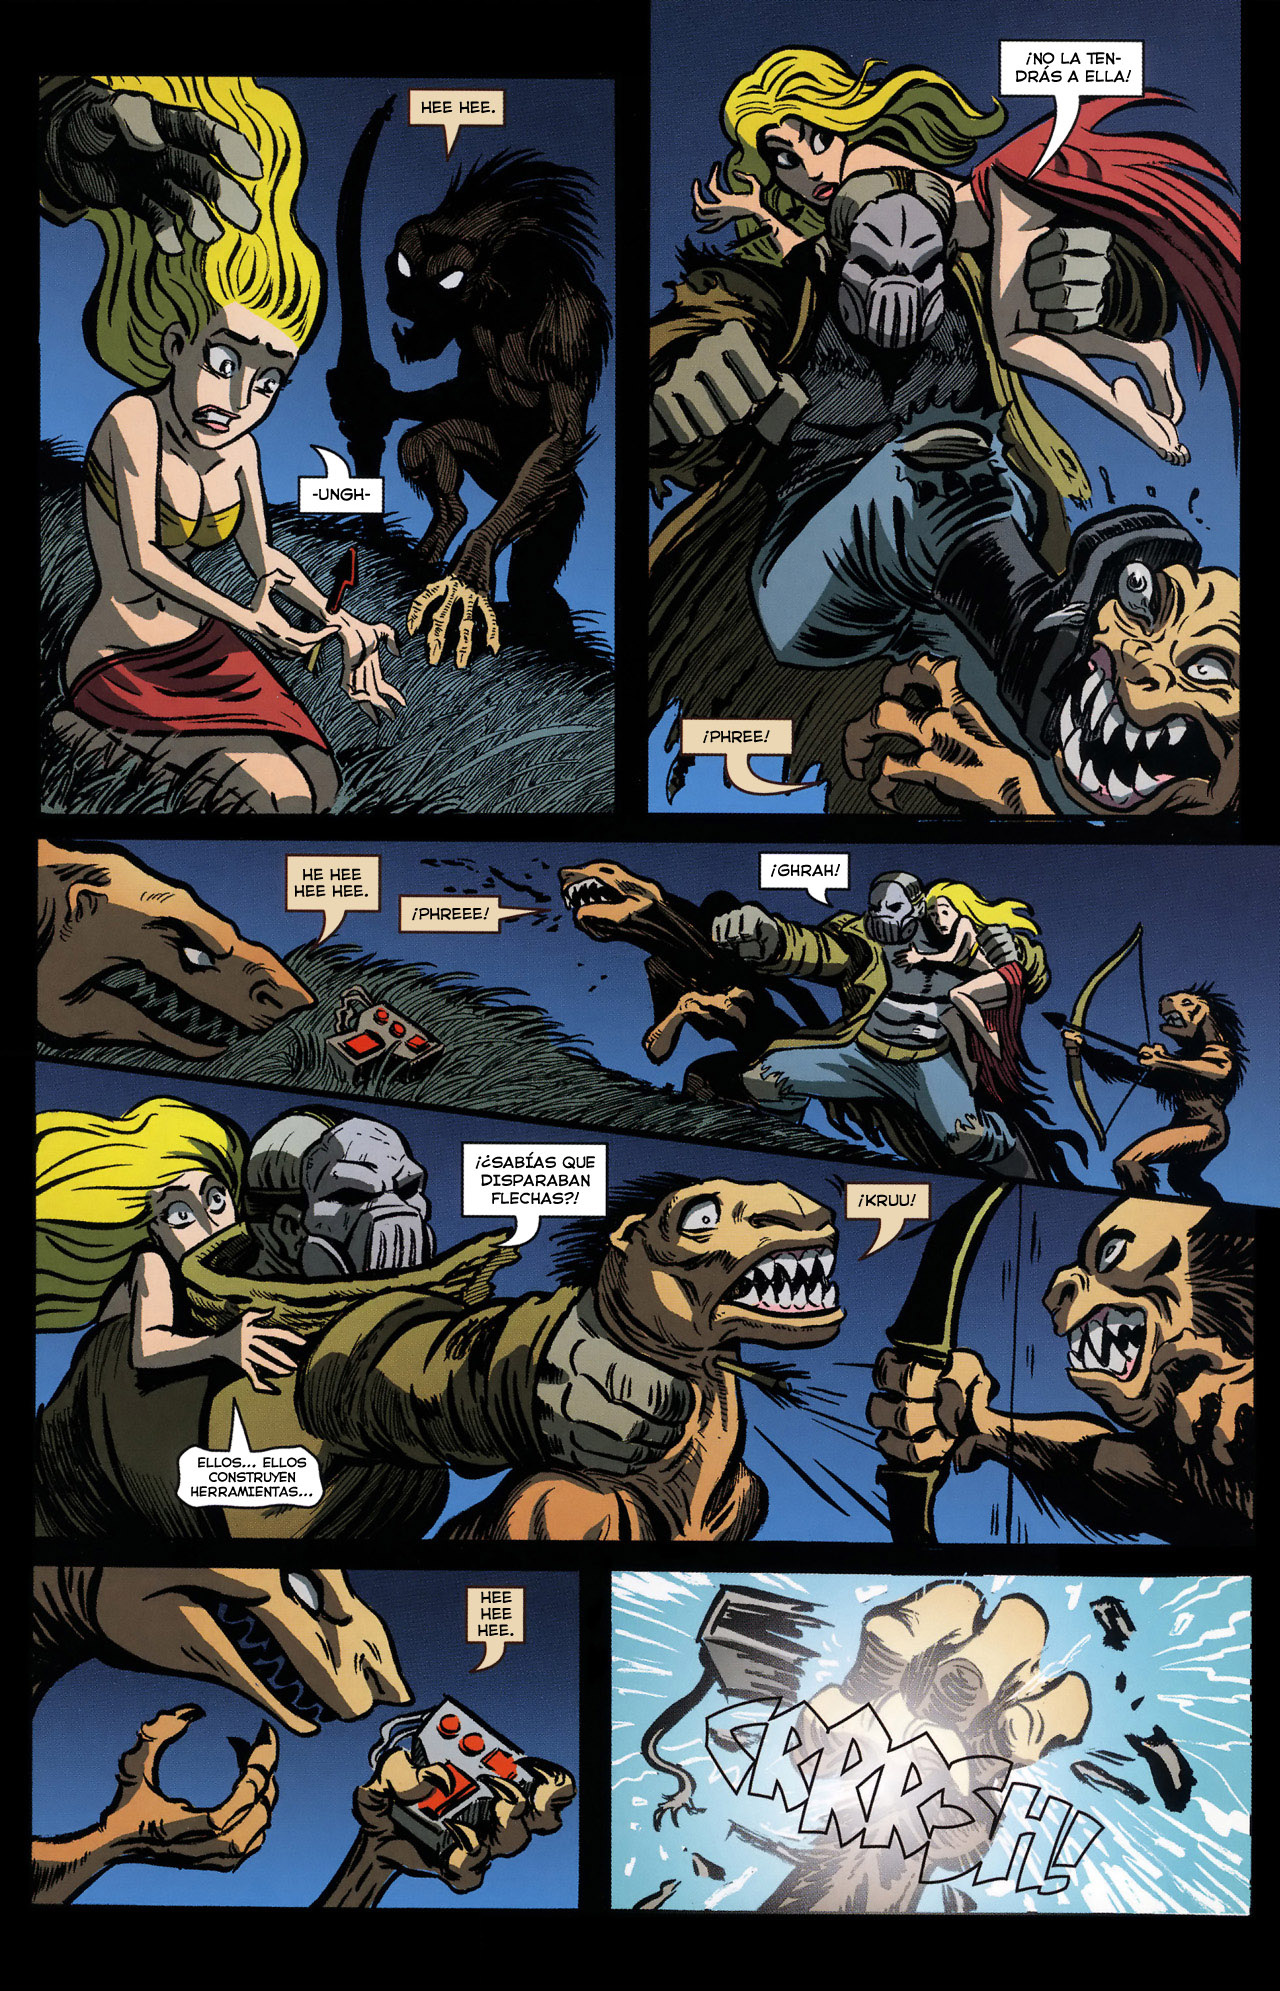 HEE HEE.
-UNGH-
¡NO LA TEN-
DRÁS A ELLA!
¡PHREE!
HE HEE
HEE HEE.
¡PHREEE!
¡GHRAH!
¡¿SABÍAS QUE
DISPARABAN
FLECHAS?!
¡KRUU!
ELLOS... ELLOS
CONSTRUYEN
HERRAMIENTAS...
HEE
HEE
HEE.
CRRRASH!